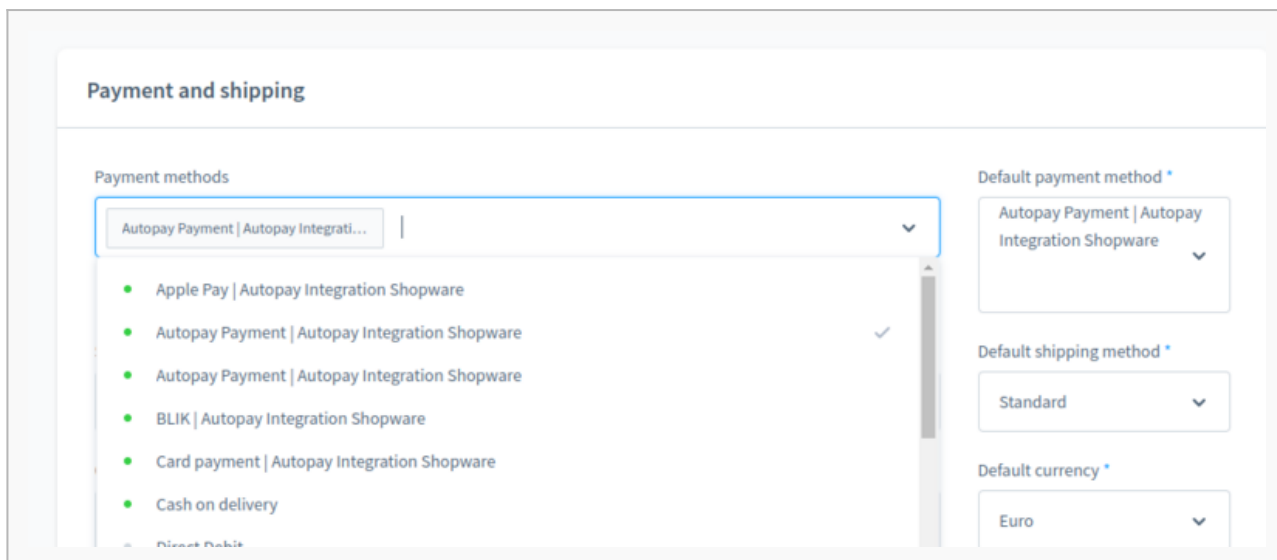 Payment and shipping
Payment methods
Autopay Payment | Autopay Integrati...
Apple Pay | Autopay Integration Shopware
Autopay Payment | Autopay Integration Shopware
Autopay Payment | Autopay Integration Shopware
BLIK | Autopay Integration Shopware
Card payment | Autopay Integration Shopware
Cash on delivery
Direct Debit
Default payment method *
Autopay Payment | Autopay
Integration Shopware
Default shipping method *
Standard
Default currency *
Euro